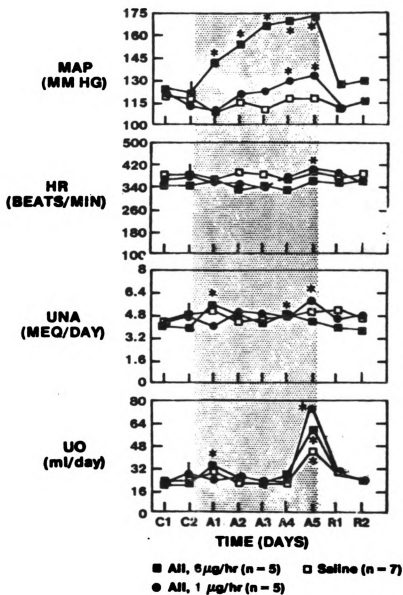 175
160
145
130
115
100
MAP
(MM HG)
* * * * * * *
500
420
340
260
180
100
HR
(BEATS/MIN)
*
8
6.4
4.8
3.2
1.6
0
UNA
(MEQ/DAY)
* * *
80
64
48
32
16
0
UO
(ml/day)
* * * *
C1 C2 A1 A2 A3 A4 A5 R1 R2
TIME (DAYS)
■ AII, 6µg/hr (n = 5) □ Saline (n = 7)
● AII, 1 µg/hr (n = 5)